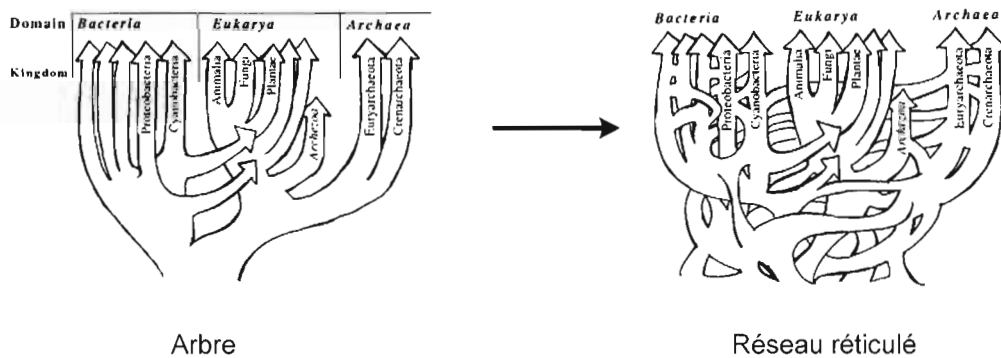 Domain Bacteria Eukarya Archaea
Kingdom
Proteobacteria
Cyanobacteria
Animalia
Fungi
Plantae
Archezoa
Euryarchaeota
Crenarchaeota
Arbre
Bacteria Eukarya Archaea
Proteobacteria
Cyanobacteria
Animalia
Fungi
Plantae
Archezoa
Euryarchaeota
Crenarchaeota
Réseau réticulé